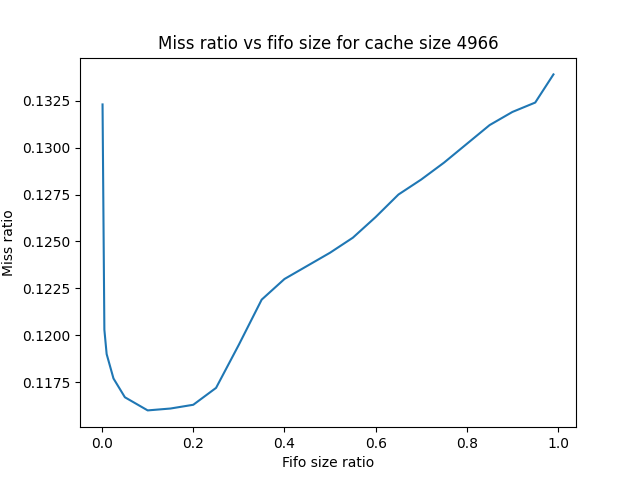 Miss ratio vs fifo size for cache size 4966
0.1325
0.1300
0.1275
0.1250
0.1225
0.1200
0.1175
Miss ratio
0.0 0.2 0.4 0.6 0.8 1.0
Fifo size ratio